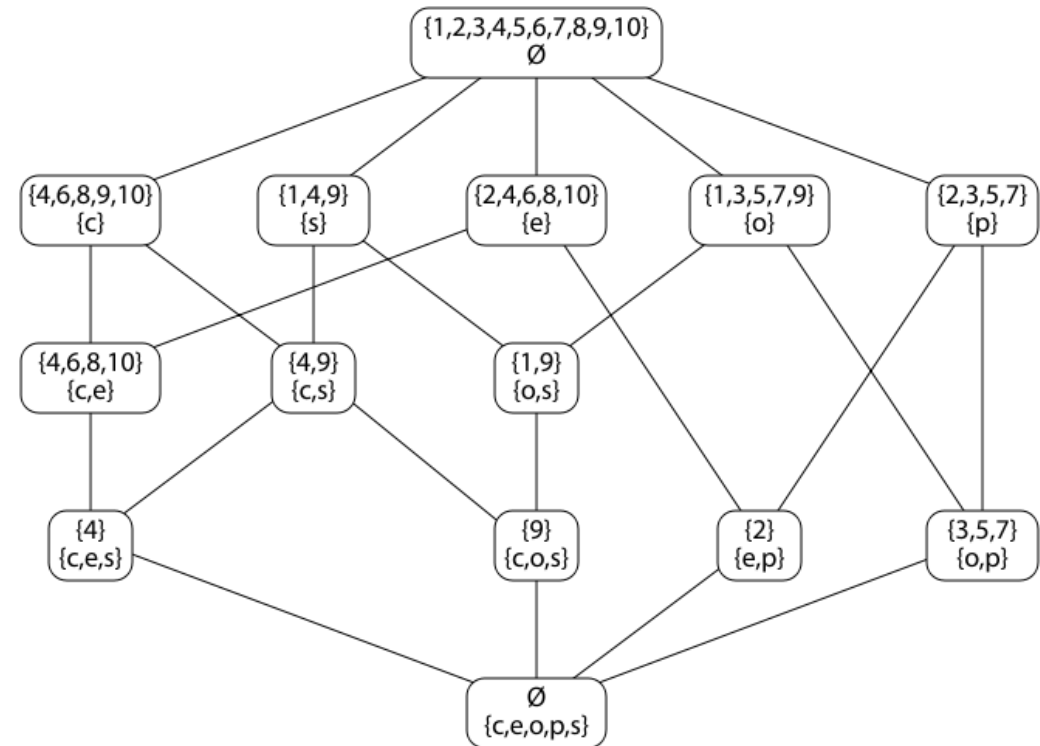 {1,2,3,4,5,6,7,8,9,10}
Ø
{4,6,8,9,10}
{c}
{1,4,9}
{s}
{2,4,6,8,10}
{e}
{1,3,5,7,9}
{o}
{2,3,5,7}
{p}
{4,6,8,10}
{c,e}
{4,9}
{c,s}
{1,9}
{o,s}
{4}
{c,e,s}
{9}
{c,o,s}
{2}
{e,p}
{3,5,7}
{o,p}
Ø
{c,e,o,p,s}